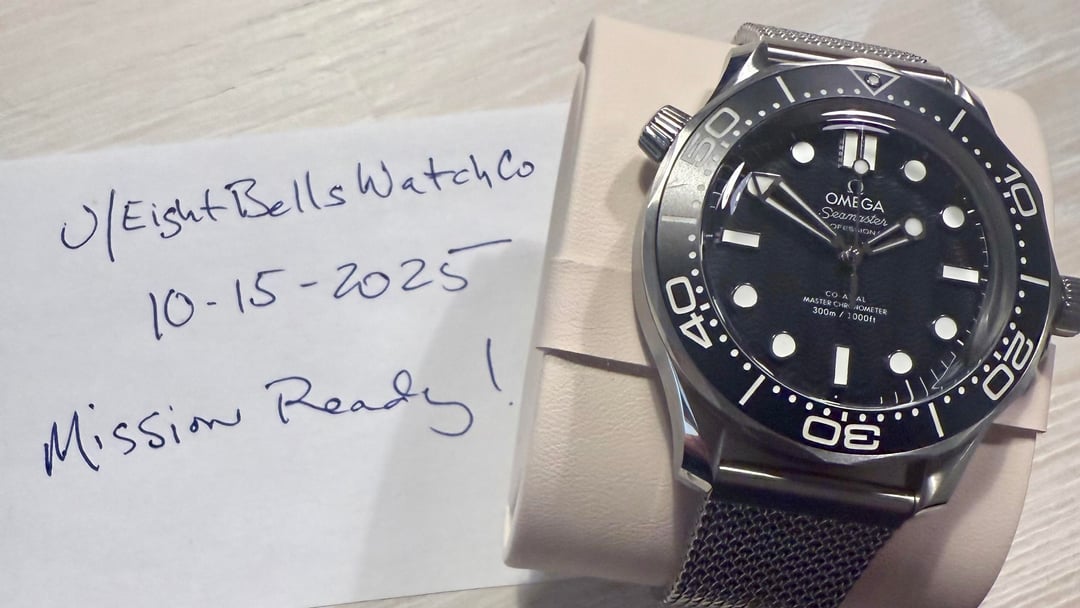 U/EightBellsWatchCo
10-15-2025
Mission Ready!
10
20
30
40
50
OMEGA
Seamaster
PROFESSIONAL
CO-AXIAL
MASTER CHRONOMETER
300m / 1000ft